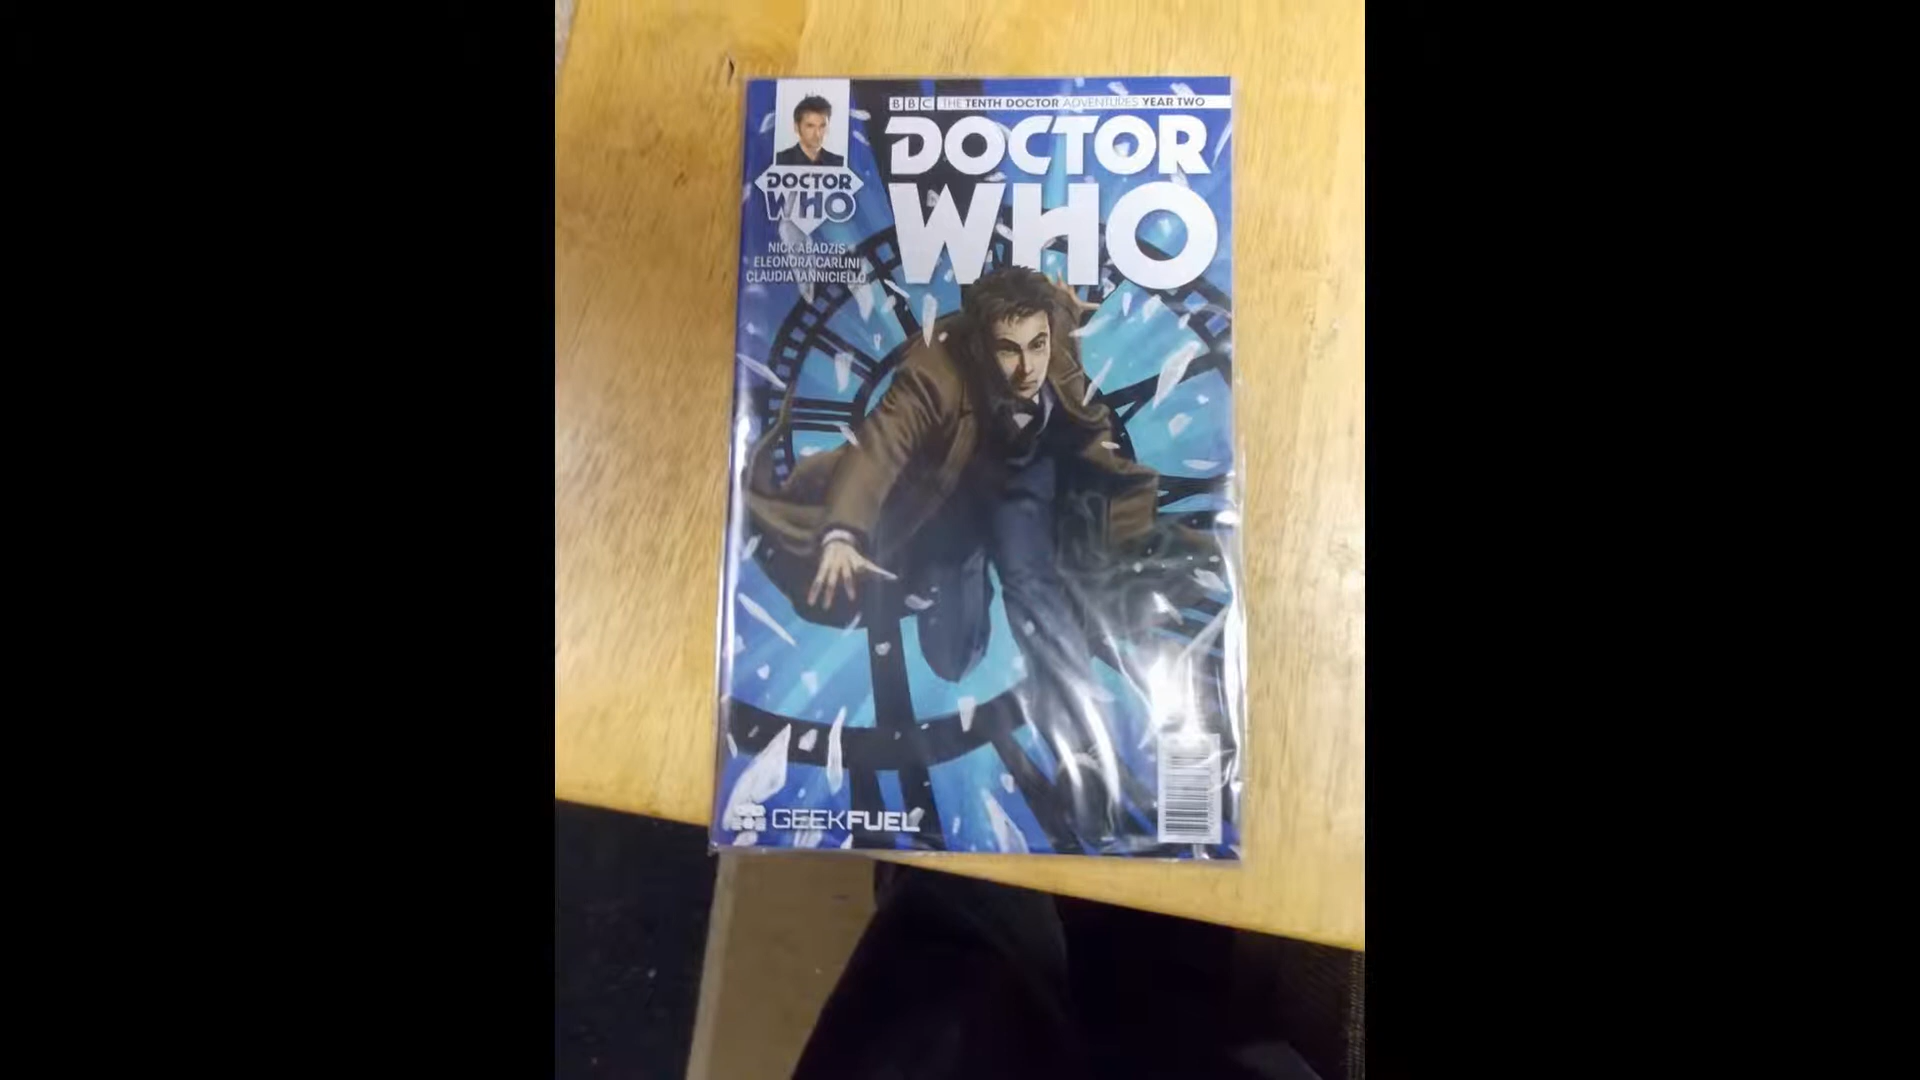 BBC THE TENTH DOCTOR ADVENTURES YEAR TWO
DOCTOR
WHO
DOCTOR
WHO
NICK ABADZIS
ELEONORA CARLINI
CLAUDIA IANNICIELLO
GEEKFUEL